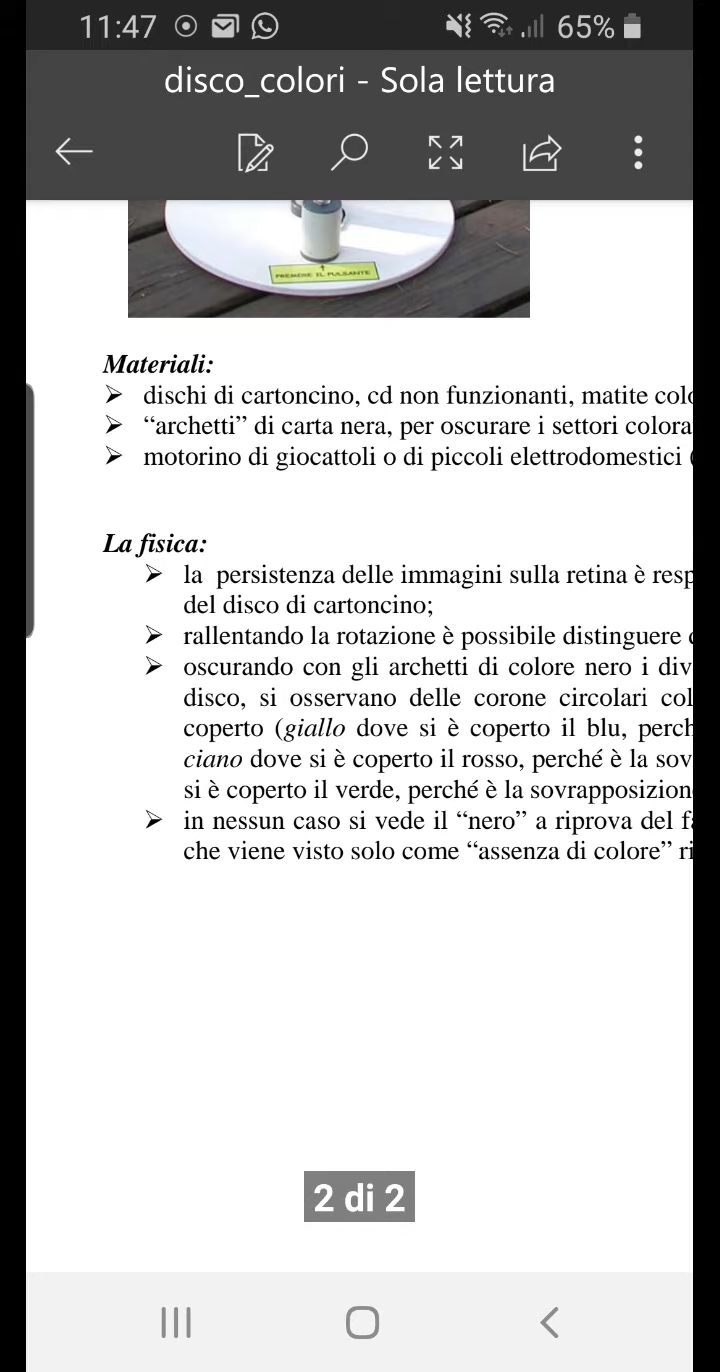 11:47
65%
disco_colori - Sola lettura
PREMERE IL PULSANTE
Materiali:
➢ dischi di cartoncino, cd non funzionanti, matite colo
➢ “archetti” di carta nera, per oscurare i settori colora
➢ motorino di giocattoli o di piccoli elettrodomestici (
La fisica:
➢ la persistenza delle immagini sulla retina è resp
del disco di cartoncino;
➢ rallentando la rotazione è possibile distinguere
➢ oscurando con gli archetti di colore nero i div
disco, si osservano delle corone circolari col
coperto (giallo dove si è coperto il blu, perch
ciano dove si è coperto il rosso, perché è la sov
si è coperto il verde, perché è la sovrapposizion
➢ in nessun caso si vede il “nero” a riprova del fa
che viene visto solo come “assenza di colore” ri
2 di 2